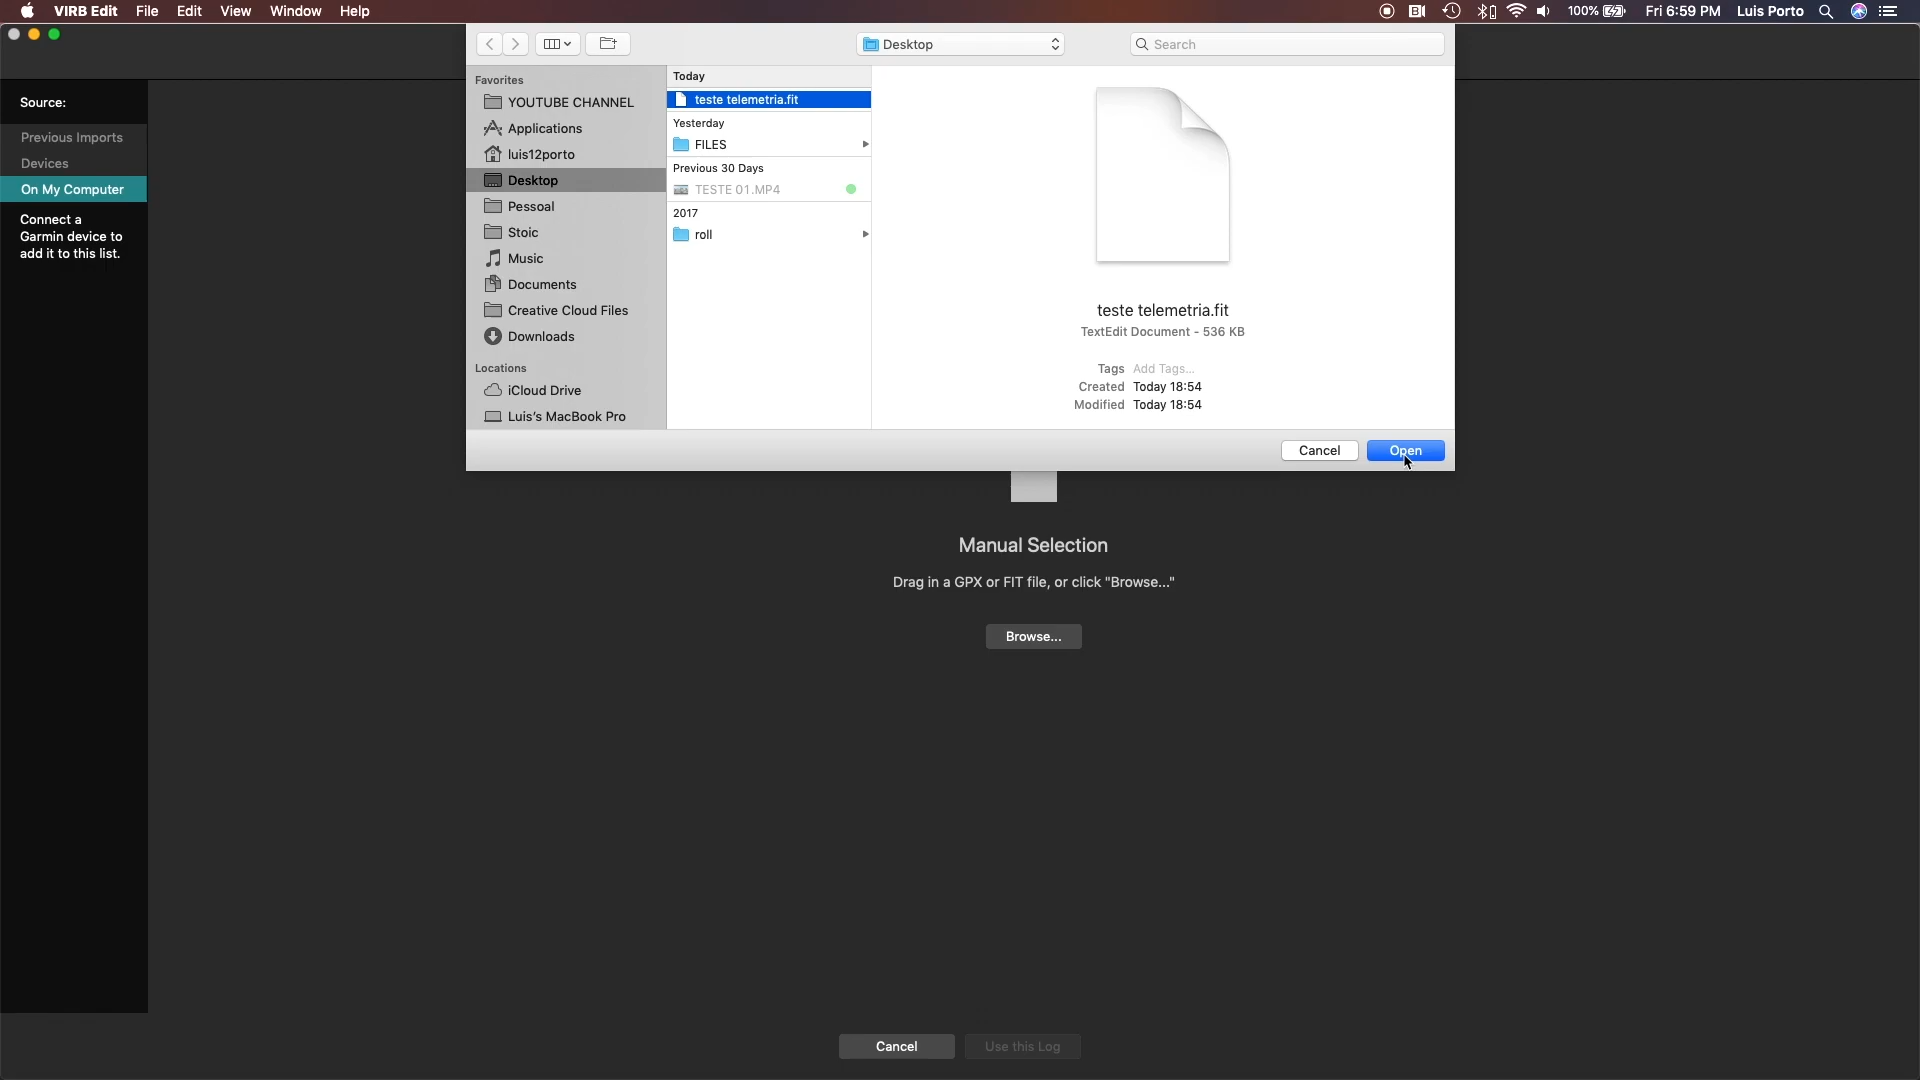 VIRB Edit File Edit View Window Help 100% Fri 6:59 PM Luis Porto
Desktop
Search
Source:
Previous Imports
Devices
On My Computer
Connect a
Garmin device to
add it to this list.
Favorites
YOUTUBE CHANNEL
Applications
luis12porto
Desktop
Pessoal
Stoic
Music
Documents
Creative Cloud Files
Downloads
Locations
iCloud Drive
Luis's MacBook Pro
Today
teste telemetria.fit
Yesterday
FILES
Previous 30 Days
TESTE 01.MP4
2017
roll
teste telemetria.fit
TextEdit Document - 536 KB
Tags Add Tags...
Created Today 18:54
Modified Today 18:54
Cancel Open
Manual Selection
Drag in a GPX or FIT file, or click "Browse..."
Browse...
Cancel Use this Log